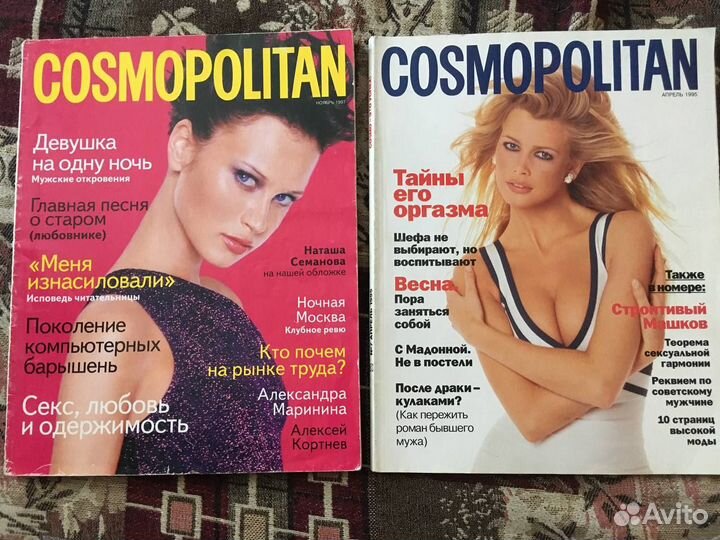 COSMOPOLITAN
НОЯБРЬ 1997
Девушка
на одну ночь
Мужские откровения
Главная песня
о старом
(любовнике)
«Меня
изнасиловали»
Исповедь читательницы
Поколение
компьютерных
барышень
Секс, любовь
и одержимость
Наташа
Семанова
на нашей обложке
Ночная
Москва
Клубное ревю
Кто почем
на рынке труда?
Александра
Маринина
Алексей
Кортнев
COSMOPOLITAN
АПРЕЛЬ 1995
Тайны
его
оргазма
Шефа не
выбирают, но
воспитывают
Весна.
Пора
заняться
собой
С Мадонной.
Не в постели
После драки –
кулаками?
(Как пережить
роман бывшего
мужа)
Также
в номере:
Строптивый
Машков
Теорема
сексуальной
гармонии
Реквием по
советскому
мужчине
10 страниц
высокой
моды
Avito